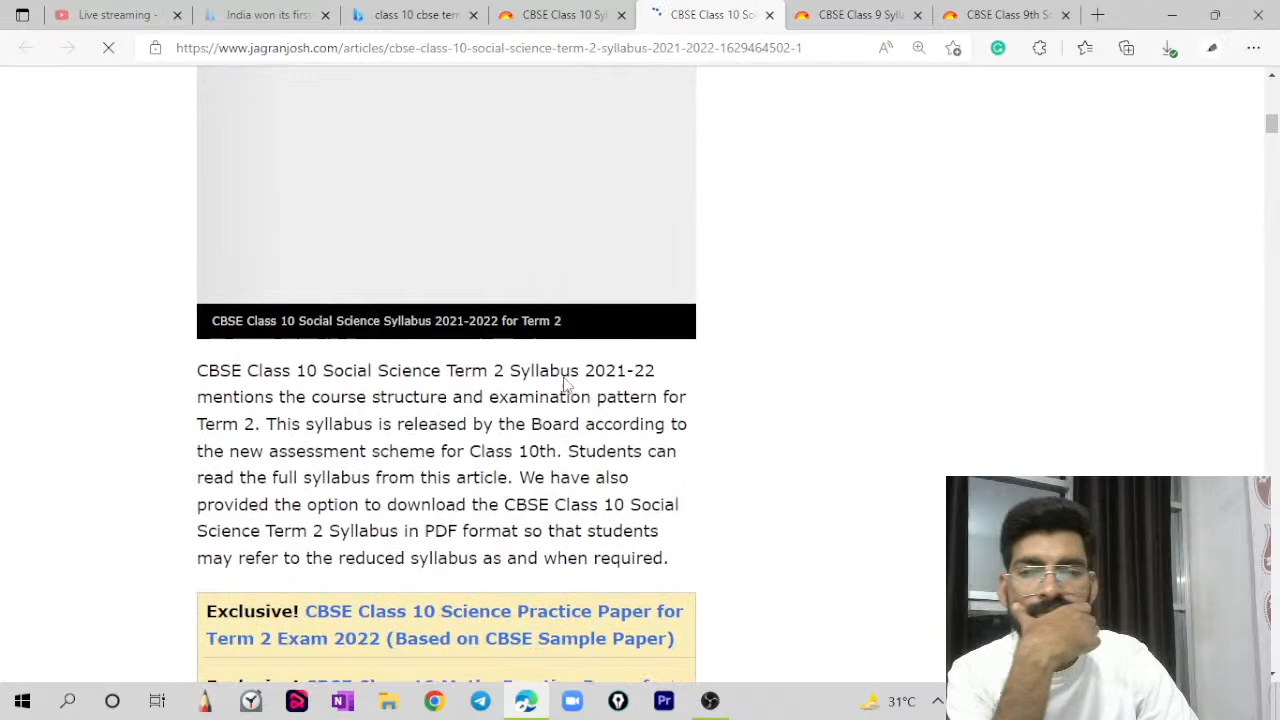 Live streaming -
India won its first
class 10 cbse term
CBSE Class 10 Syl
CBSE Class 10 So
CBSE Class 9 Sylla
CBSE Class 9th S
https://www.jagranjosh.com/articles/cbse-class-10-social-science-term-2-syllabus-2021-2022-1629464502-1
CBSE Class 10 Social Science Syllabus 2021-2022 for Term 2
CBSE Class 10 Social Science Term 2 Syllabus 2021-22
mentions the course structure and examination pattern for
Term 2. This syllabus is released by the Board according to
the new assessment scheme for Class 10th. Students can
read the full syllabus from this article. We have also
provided the option to download the CBSE Class 10 Social
Science Term 2 Syllabus in PDF format so that students
may refer to the reduced syllabus as and when required.
Exclusive! CBSE Class 10 Science Practice Paper for
Term 2 Exam 2022 (Based on CBSE Sample Paper)
31°C